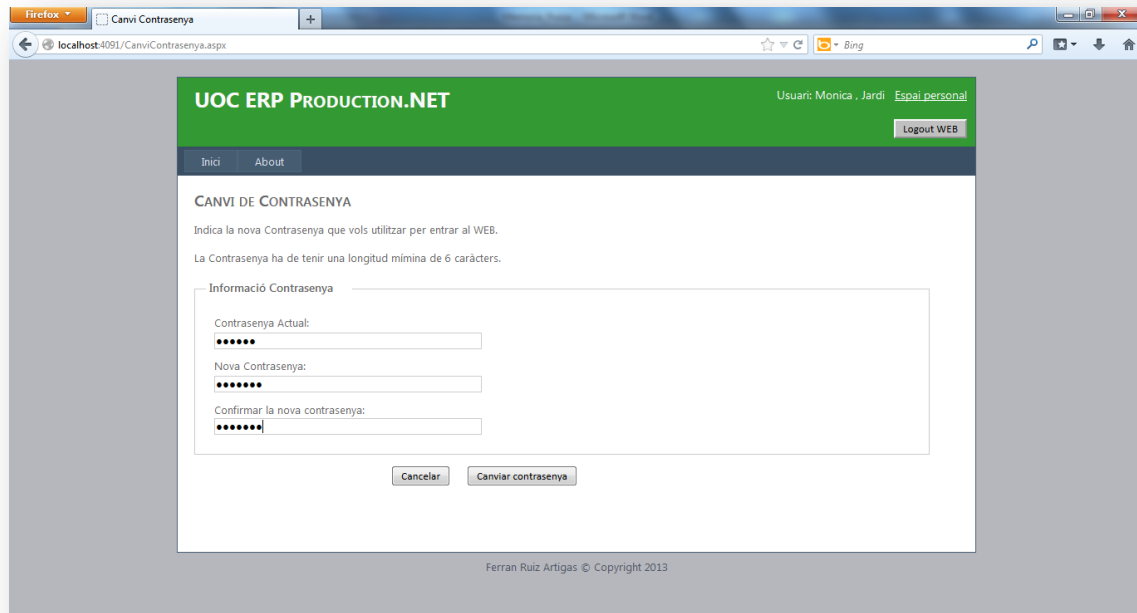 Firefox
Canvi Contrasenya
localhost:4091/CanviContrasenya.aspx
Bing
UOC ERP PRODUCTION.NET
Usuari: Monica , Jardi Espai personal
Logout WEB
Inici About
CANVI DE CONTRASENYA
Indica la nova Contrasenya que vols utilitzar per entrar al WEB.
La Contrasenya ha de tenir una longitud mímina de 6 caràcters.
Informació Contrasenya
Contrasenya Actual:
••••••
Nova Contrasenya:
•••••••
Confirmar la nova contrasenya:
•••••••
Cancelar Canviar contrasenya
Ferran Ruiz Artigas © Copyright 2013